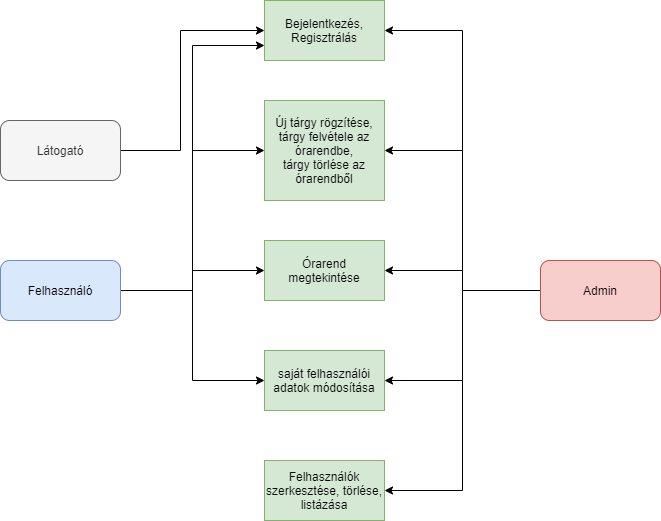 Bejelentkezés,
Regisztrálás
Új tárgy rögzítése,
tárgy felvétele az
órarendbe,
tárgy törlése az
órarendből
Látogató
Órarend
megtekintése
Felhasználó
Admin
saját felhasználói
adatok módosítása
Felhasználók
szerkesztése, törlése,
listázása